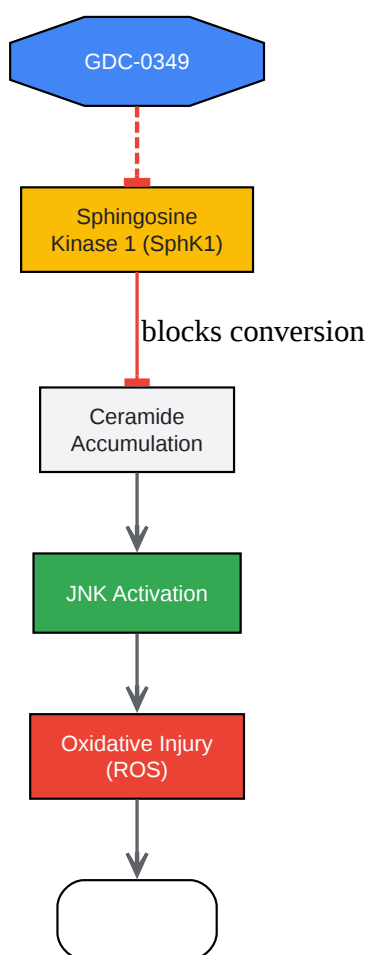 GDC-0349
Sphingosine
Kinase 1 (SphK1)
blocks conversion
Ceramide
Accumulation
JNK Activation
Oxidative Injury
(ROS)